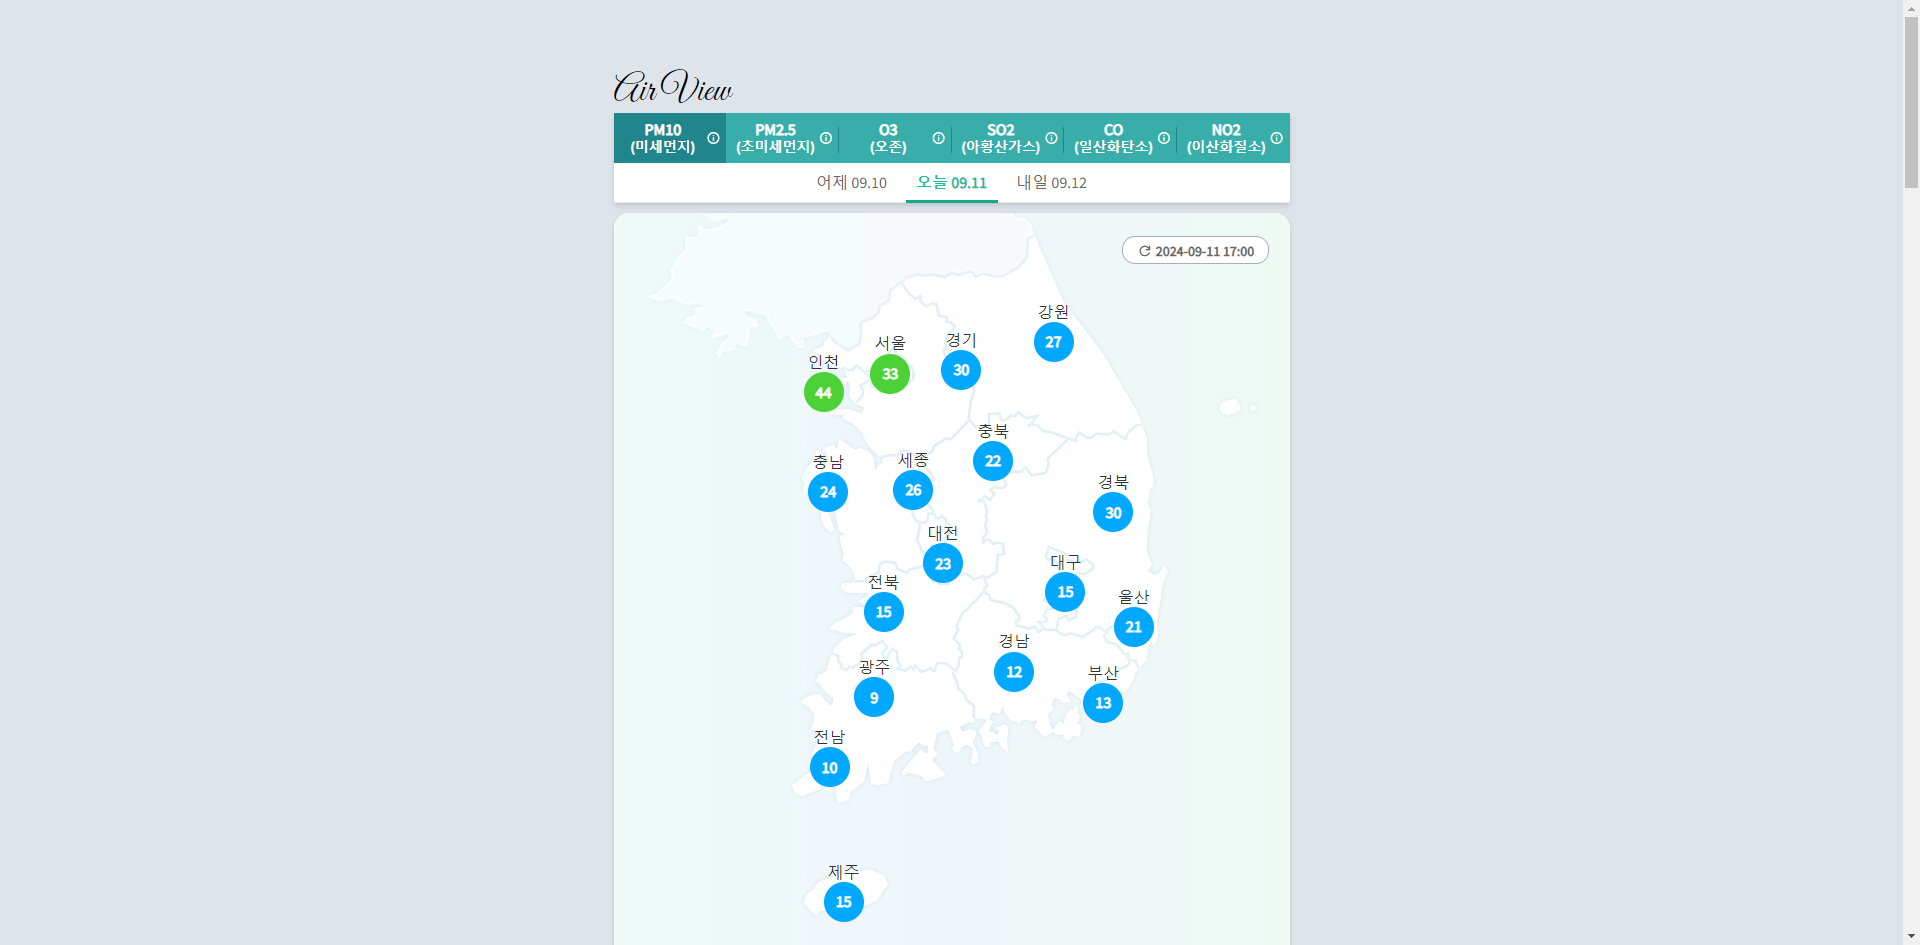 Air View
PM10
(미세먼지)
PM2.5
(초미세먼지)
O3
(오존)
SO2
(아황산가스)
CO
(일산화탄소)
NO2
(이산화질소)
어제 09.10
오늘 09.11
내일 09.12
2024-09-11 17:00
강원
27
경기
30
서울
33
인천
44
충북
22
세종
26
충남
24
경북
30
대전
23
대구
15
전북
15
울산
21
경남
12
광주
9
부산
13
전남
10
제주
15